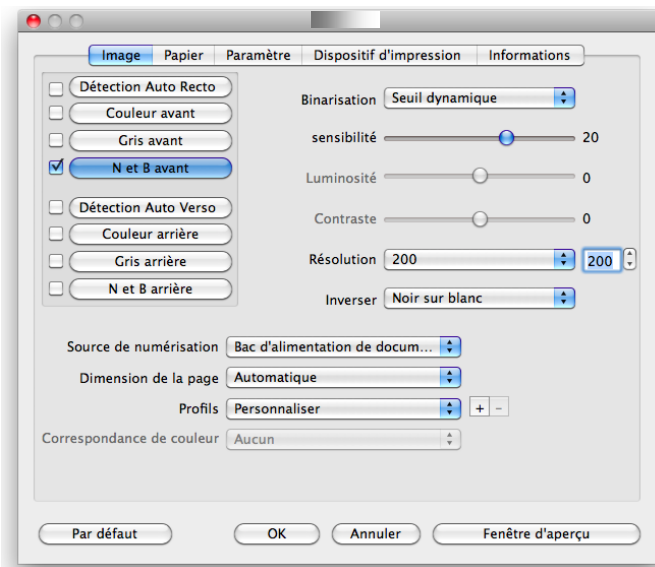 Image Papier Paramètre Dispositif d'impression Informations
Détection Auto Recto
Couleur avant
Gris avant
N et B avant
Détection Auto Verso
Couleur arrière
Gris arrière
N et B arrière
Binarisation Seuil dynamique
sensibilité 20
Luminosité 0
Contraste 0
Résolution 200 200
Inverser Noir sur blanc
Source de numérisation Bac d'alimentation de docum...
Dimension de la page Automatique
Profils Personnaliser + -
Correspondance de couleur Aucun
Par défaut OK Annuler Fenêtre d'aperçu